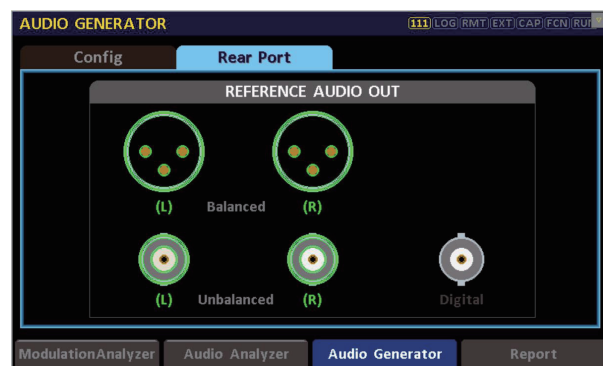 AUDIO GENERATOR 111 LOG RMT EXT CAP FCN RUN
Config Rear Port
REFERENCE AUDIO OUT
(L) Balanced (R)
(L) Unbalanced (R) Digital
ModulationAnalyzer Audio Analyzer Audio Generator Report